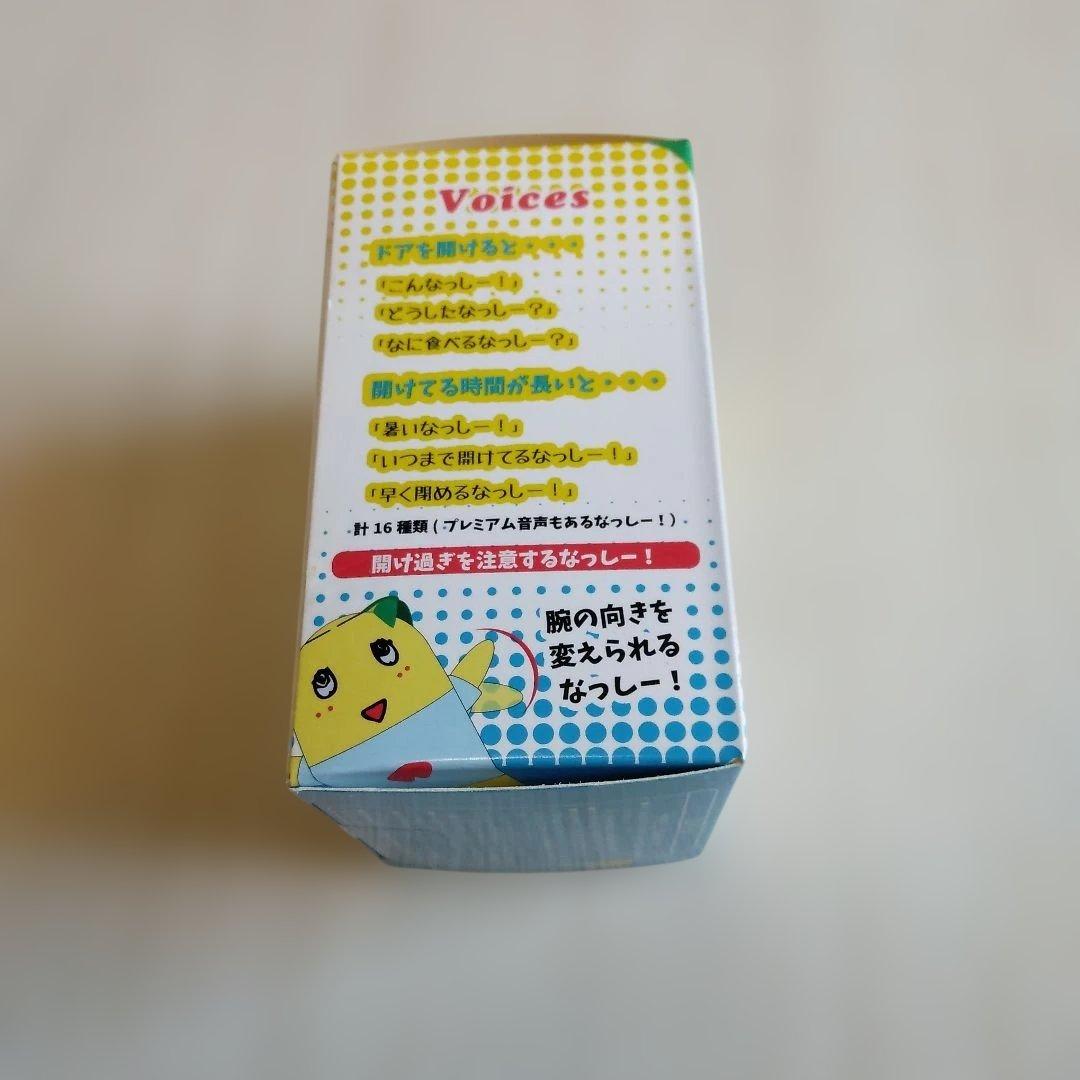 Voices
ドアを開けると・・・
「こんなっしー！」
「どうしたなっしー？」
「なに食べるなっしー？」
開けてる時間が長いと・・・
「暑いなっしー！」
「いつまで開けてるなっしー！」
「早く閉めるなっしー！」
計16種類(プレミアム音声もあるなっしー！)
開け過ぎを注意するなっしー！
腕の向きを
変えられる
なっしー！